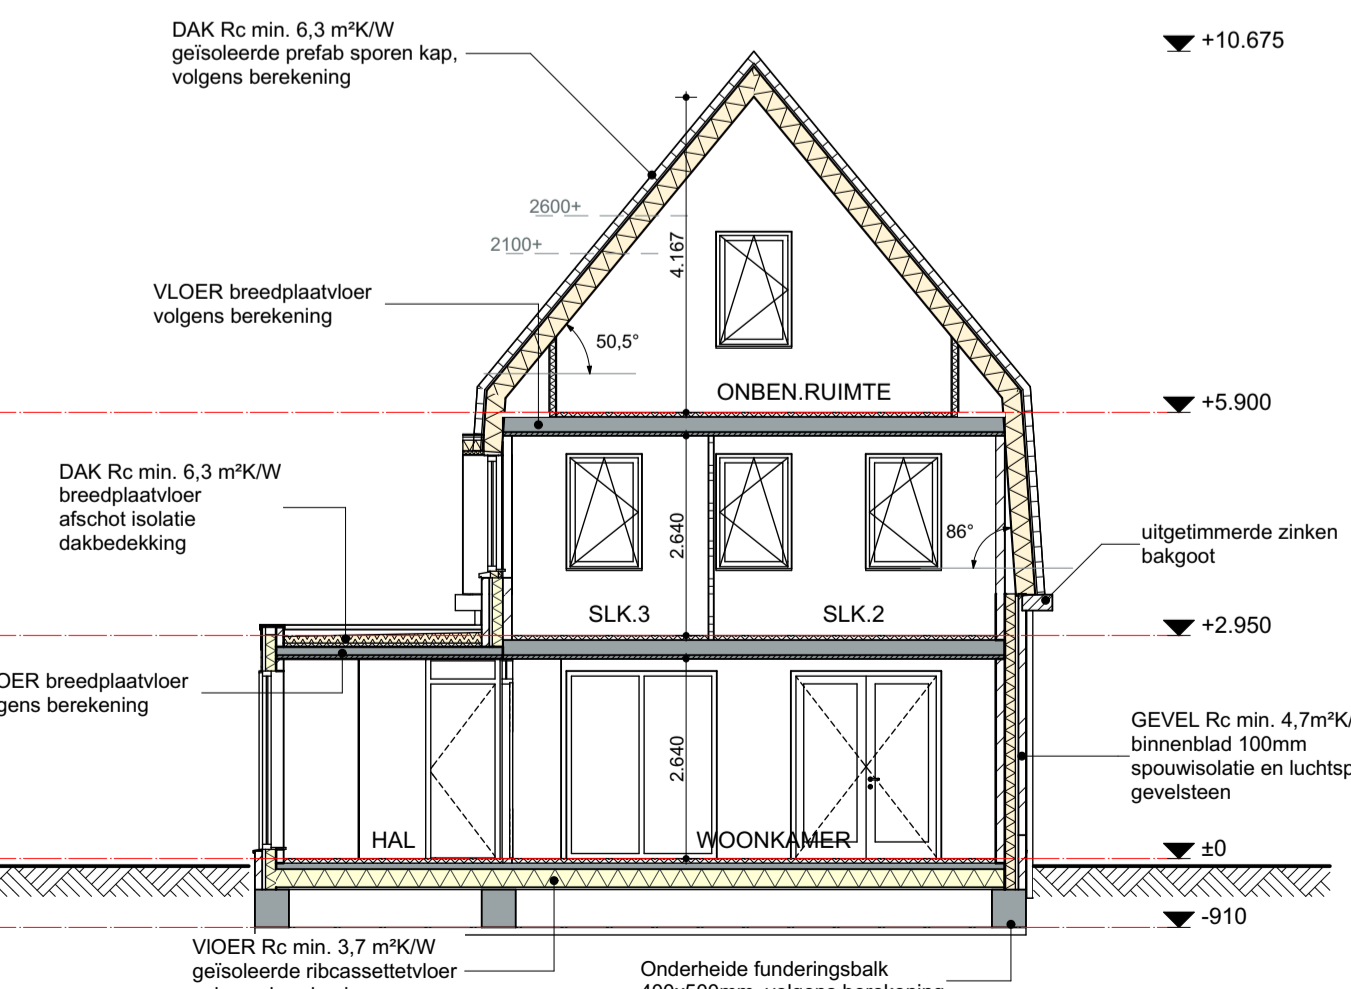 DAK Rc min. 6,3 m²K/W
geïsoleerde prefab sporen kap,
volgens berekening
+10.675
2600+
2100+
4.167
VLOER breedplaatvloer
volgens berekening
50,5°
ONBEN.RUIMTE
+5.900
DAK Rc min. 6,3 m²K/W
breedplaatvloer
afschot isolatie
dakbedekking
2.640
86°
uitgetimmerde zinken
bakgoot
SLK.3
SLK.2
+2.950
OER breedplaatvloer
gens berekening
GEVEL Rc min. 4,7m²K/
binnenblad 100mm
spouwisolatie en luchtsp
gevelsteen
2.640
HAL
WOONKAMER
±0
-910
VlOER Rc min. 3,7 m²K/W
geïsoleerde ribcassettetvloer
Onderheide funderingsbalk
400x500mm, volgens berekening